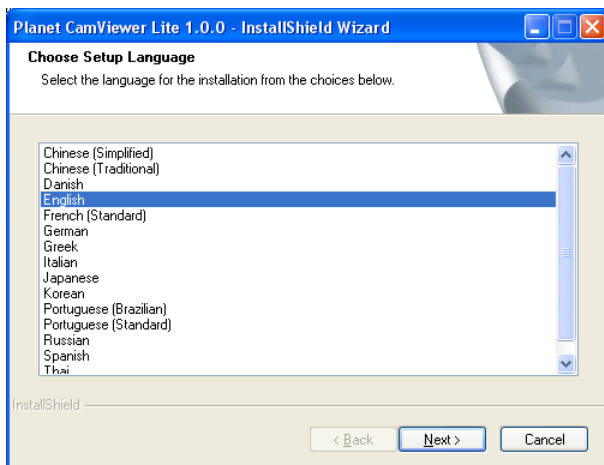 Planet CamViewer Lite 1.0.0 - InstallShield Wizard
Choose Setup Language
Select the language for the installation from the choices below.
Chinese (Simplified)
Chinese (Traditional)
Danish
English
French (Standard)
German
Greek
Italian
Japanese
Korean
Portuguese (Brazilian)
Portuguese (Standard)
Russian
Spanish
Thai
InstallShield
< Back
Next >
Cancel